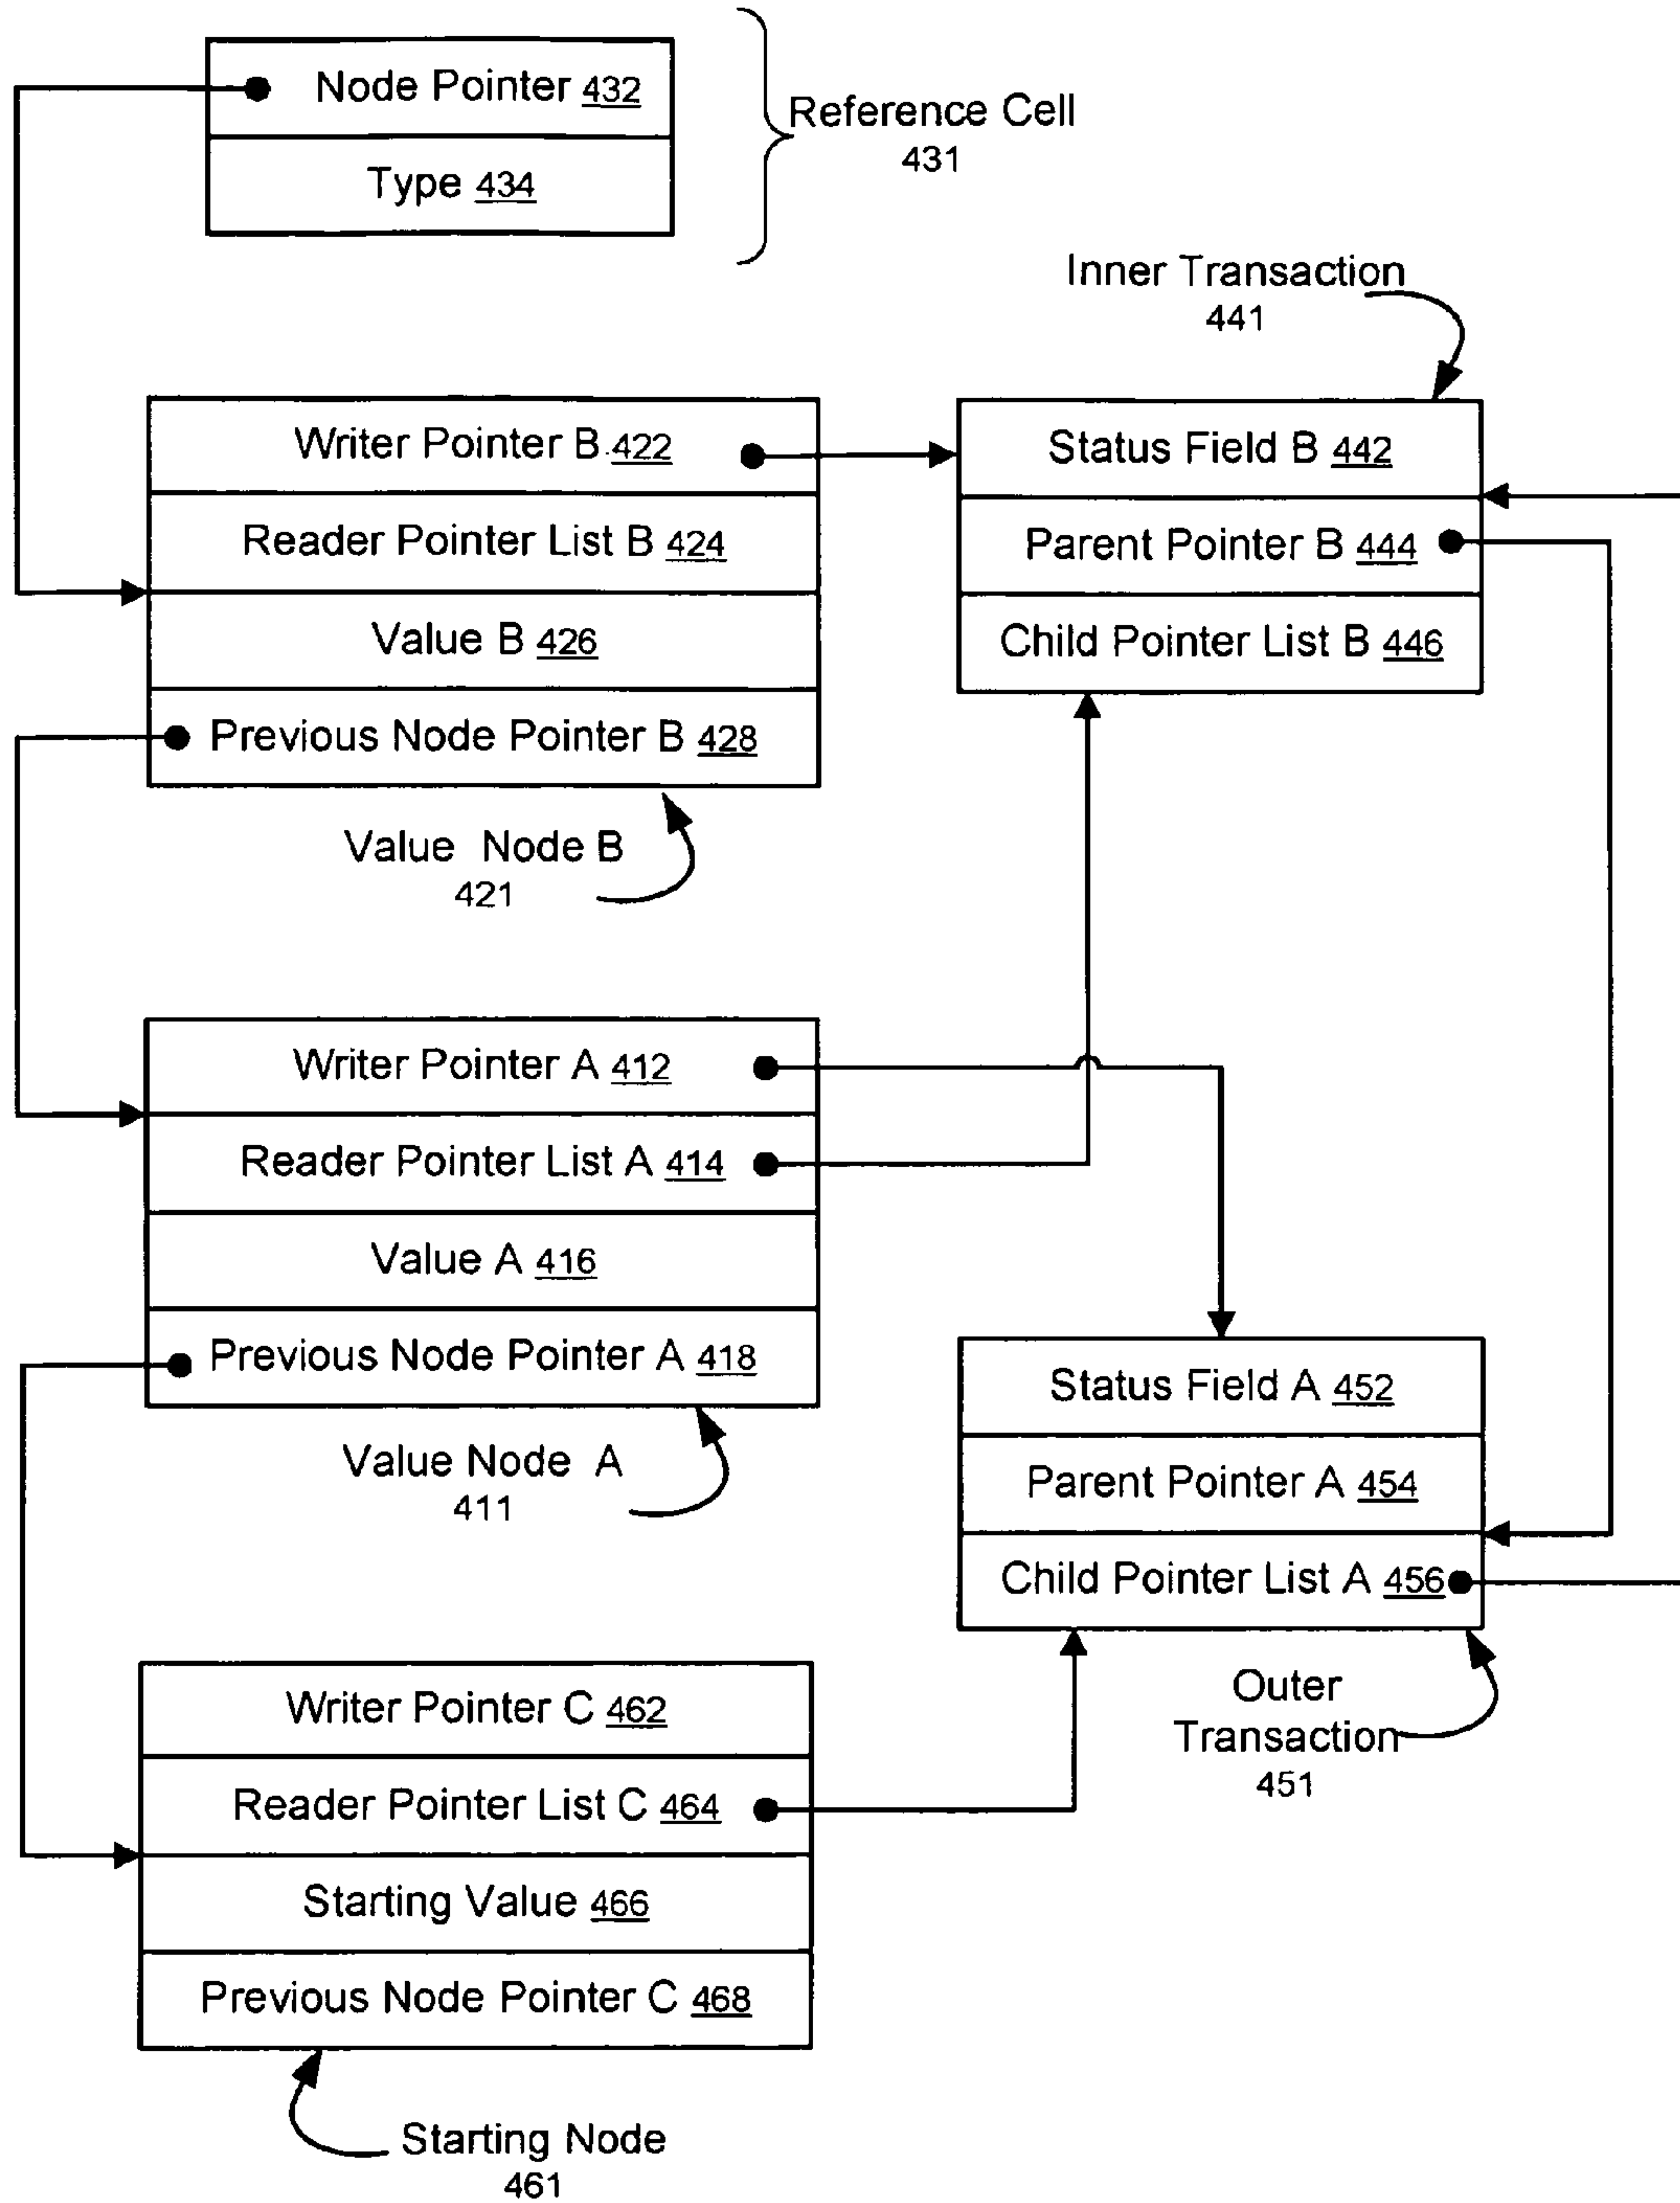 Node Pointer 432
Type 434
Reference Cell
431
Inner Transaction
441
Writer Pointer B 422
Reader Pointer List B 424
Value B 426
Previous Node Pointer B 428
Value Node B
421
Status Field B 442
Parent Pointer B 444
Child Pointer List B 446
Writer Pointer A 412
Reader Pointer List A 414
Value A 416
Previous Node Pointer A 418
Value Node A
411
Status Field A 452
Parent Pointer A 454
Child Pointer List A 456
Outer
Transaction
451
Writer Pointer C 462
Reader Pointer List C 464
Starting Value 466
Previous Node Pointer C 468
Starting Node
461